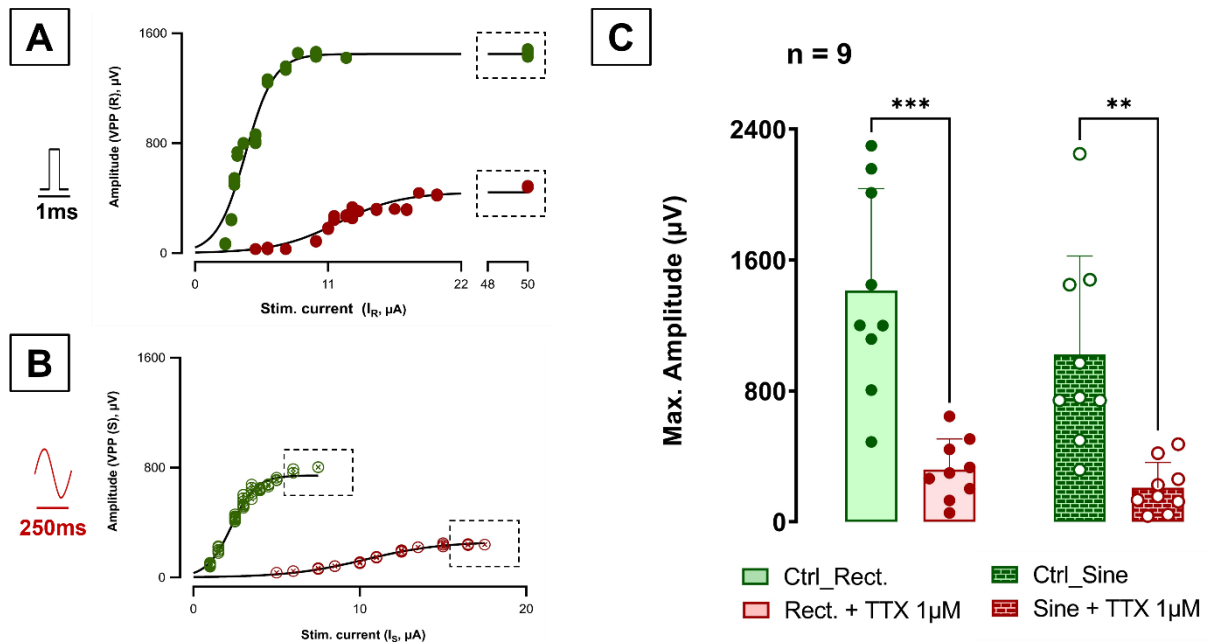 A
1600
800
0
Amplitude (VPP (R), µV)
1ms
0
11
22
48
50
Stim. current (IR, µA)
B
1600
800
0
Amplitude (VPP (S), µV)
250ms
0
10
20
Stim. current (IS, µA)
C
n = 9
***
**
2400
1600
800
0
Max. Amplitude (µV)
Ctrl_Rect.
Ctrl_Sine
Rect. + TTX 1µM
Sine + TTX 1µM